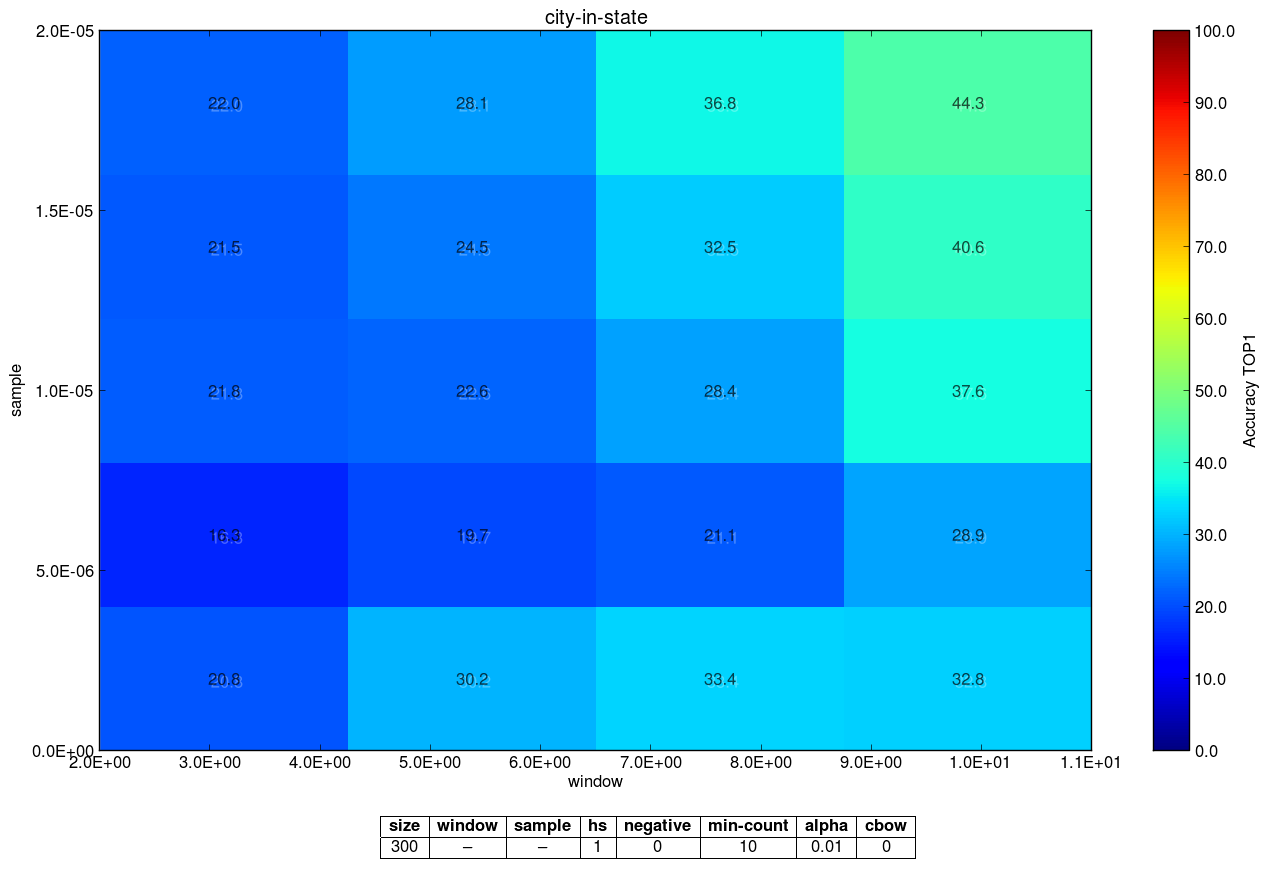 city-in-state
2.0E-05
22.0 28.1 36.8 44.3
1.5E-05
21.5 24.5 32.5 40.6
1.0E-05
21.8 22.6 28.4 37.6
16.3 19.7 21.1 28.9
5.0E-06
20.8 30.2 33.4 32.8
0.0E+00
sample
2.0E+00 3.0E+00 4.0E+00 5.0E+00 6.0E+00 7.0E+00 8.0E+00 9.0E+00 1.0E+01 1.1E+01
window
100.0
90.0
80.0
70.0
60.0
50.0
40.0
30.0
20.0
10.0
0.0
Accuracy TOP1
size window sample hs negative min-count alpha cbow
300 – – 1 0 10 0.01 0